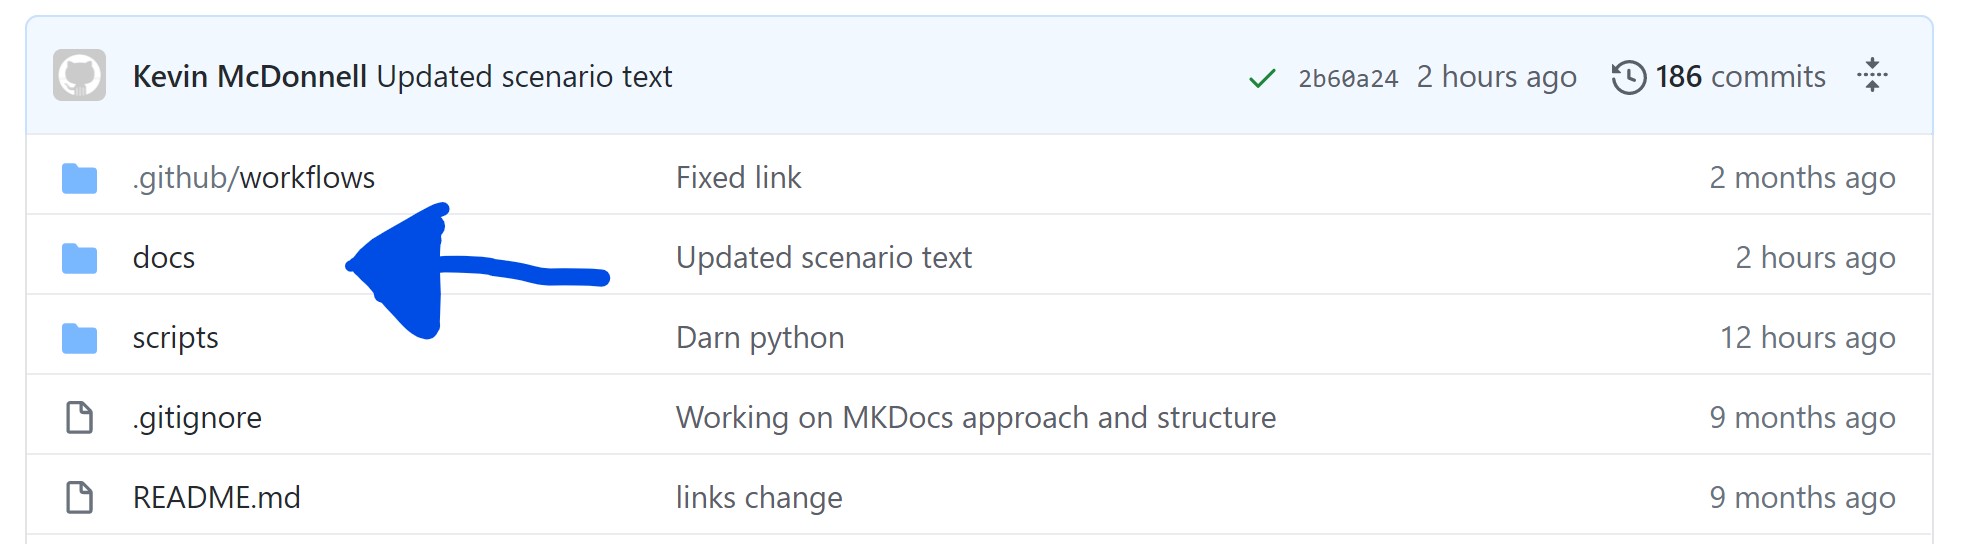 Kevin McDonnell Updated scenario text 2b60a24 2 hours ago 186 commits
.github/workflows Fixed link 2 months ago
docs Updated scenario text 2 hours ago
scripts Darn python 12 hours ago
.gitignore Working on MKDocs approach and structure 9 months ago
README.md links change 9 months ago